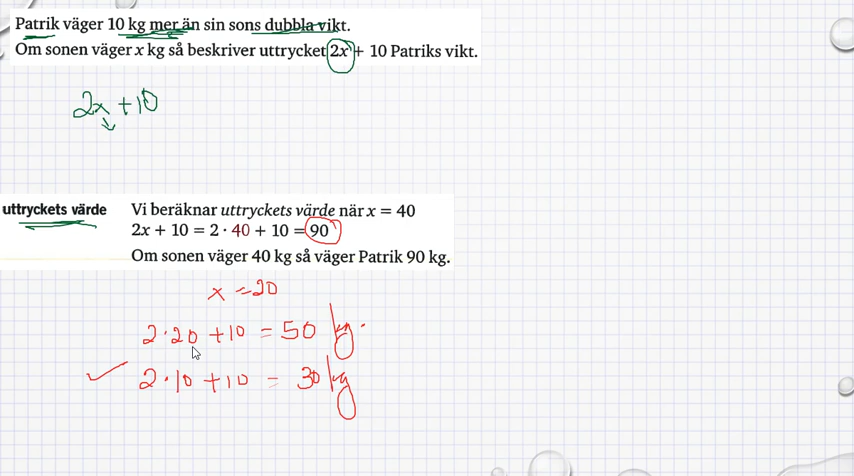 Patrik väger 10 kg mer än sin sons dubbla vikt.
Om sonen väger x kg så beskriver uttrycket 2x + 10 Patriks vikt.
2x + 10
uttryckets värde Vi beräknar uttryckets värde när x = 40
2x + 10 = 2 · 40 + 10 = 90
Om sonen väger 40 kg så väger Patrik 90 kg.
x = 20
2 · 20 + 10 = 50 kg.
2 · 10 + 10 = 30 kg